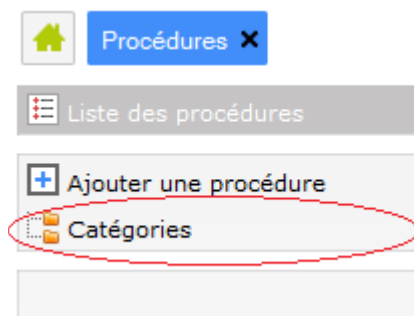 Procédures
Liste des procédures
Ajouter une procédure
Catégories